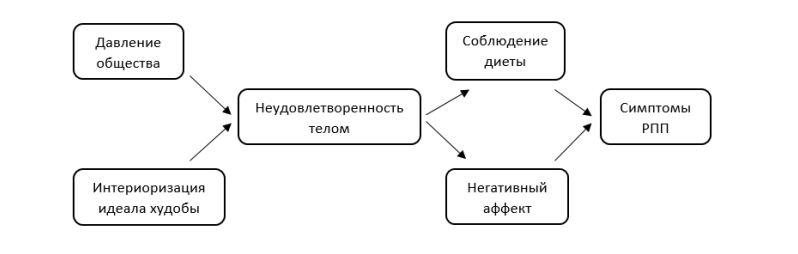 Давление
общества
Интериоризация
идеала худобы
Неудовлетворенность
телом
Соблюдение
диеты
Негативный
аффект
Симптомы
РПП